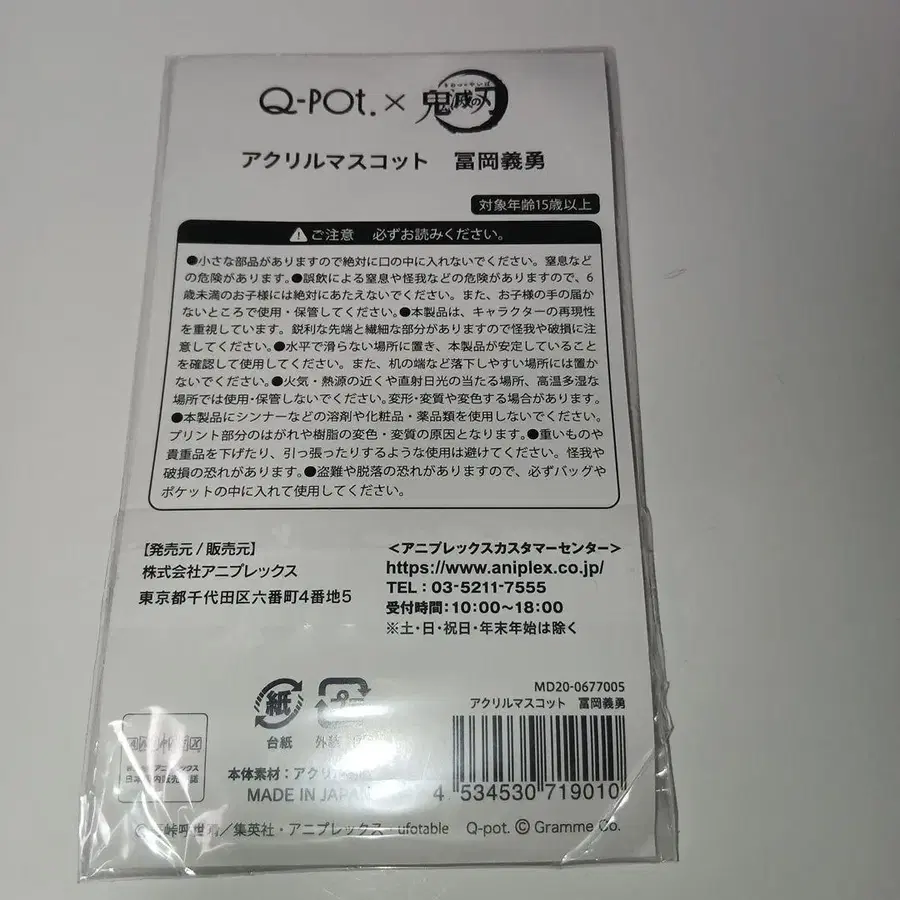 Q-Pot. × 鬼滅の刃
きめつのやいば
アクリルマスコット 冨岡義勇
対象年齢15歳以上
ご注意 必ずお読みください。
●小さな部品がありますので絶対に口の中に入れないでください。窒息など
の危険があります。●誤飲による窒息や怪我などの危険がありますので、6
歳未満のお子様には絶対にあたえないでください。また、お子様の手の届か
ないところで使用・保管してください。●本製品は、キャラクターの再現性
を重視しています。鋭利な先端と繊細な部分がありますので怪我や破損に注
意してください。●水平で滑らない場所に置き、本製品が安定していること
を確認して使用してください。また、机の端など落下しやすい場所には置か
ないでください。●火気・熱源の近くや直射日光の当たる場所、高温多湿な
場所では使用・保管しないでください。変形・変質や変色する場合があります。
●本製品にシンナーなどの溶剤や化粧品・薬品類を使用しないでください。
プリント部分のはがれや樹脂の変色・変質の原因となります。●重いものや
貴重品を下げたり、引っ張ったりするような使用は避けてください。怪我や
破損の恐れがあります。●盗難や脱落の恐れがありますので、必ずバッグや
ポケットの中に入れて使用してください。
【発売元/販売元】
株式会社アニプレックス
東京都千代田区六番町4番地5
<アニプレックスカスタマーセンター>
https://www.aniplex.co.jp/
TEL:03-5211-7555
受付時間:10:00~18:00
※土・日・祝日・年末年始は除く
紙
台紙
プラ
MD20-0677005
アクリルマスコット 冨岡義勇
アニプレックス
本体素材:アクリル
MADE IN JAPAN
4 534530 719010
峠呼世晴/集英社・アニプレックス・ufotable Q-pot. © Gramme Co.